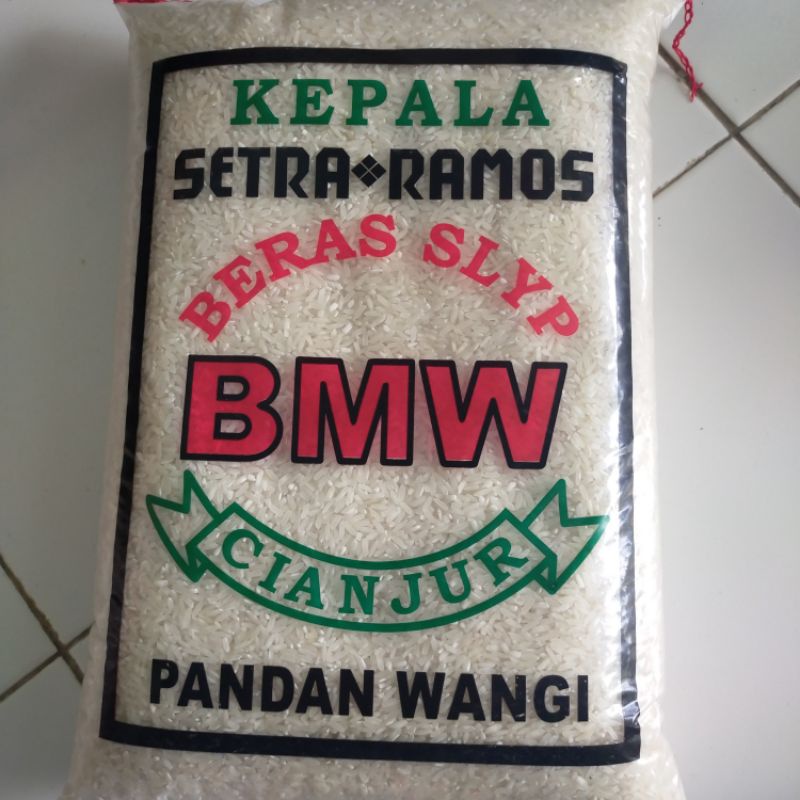 KEPALA
SETRA❖RAMOS
BERAS SLYP
BMW
CIANJUR
PANDAN WANGI